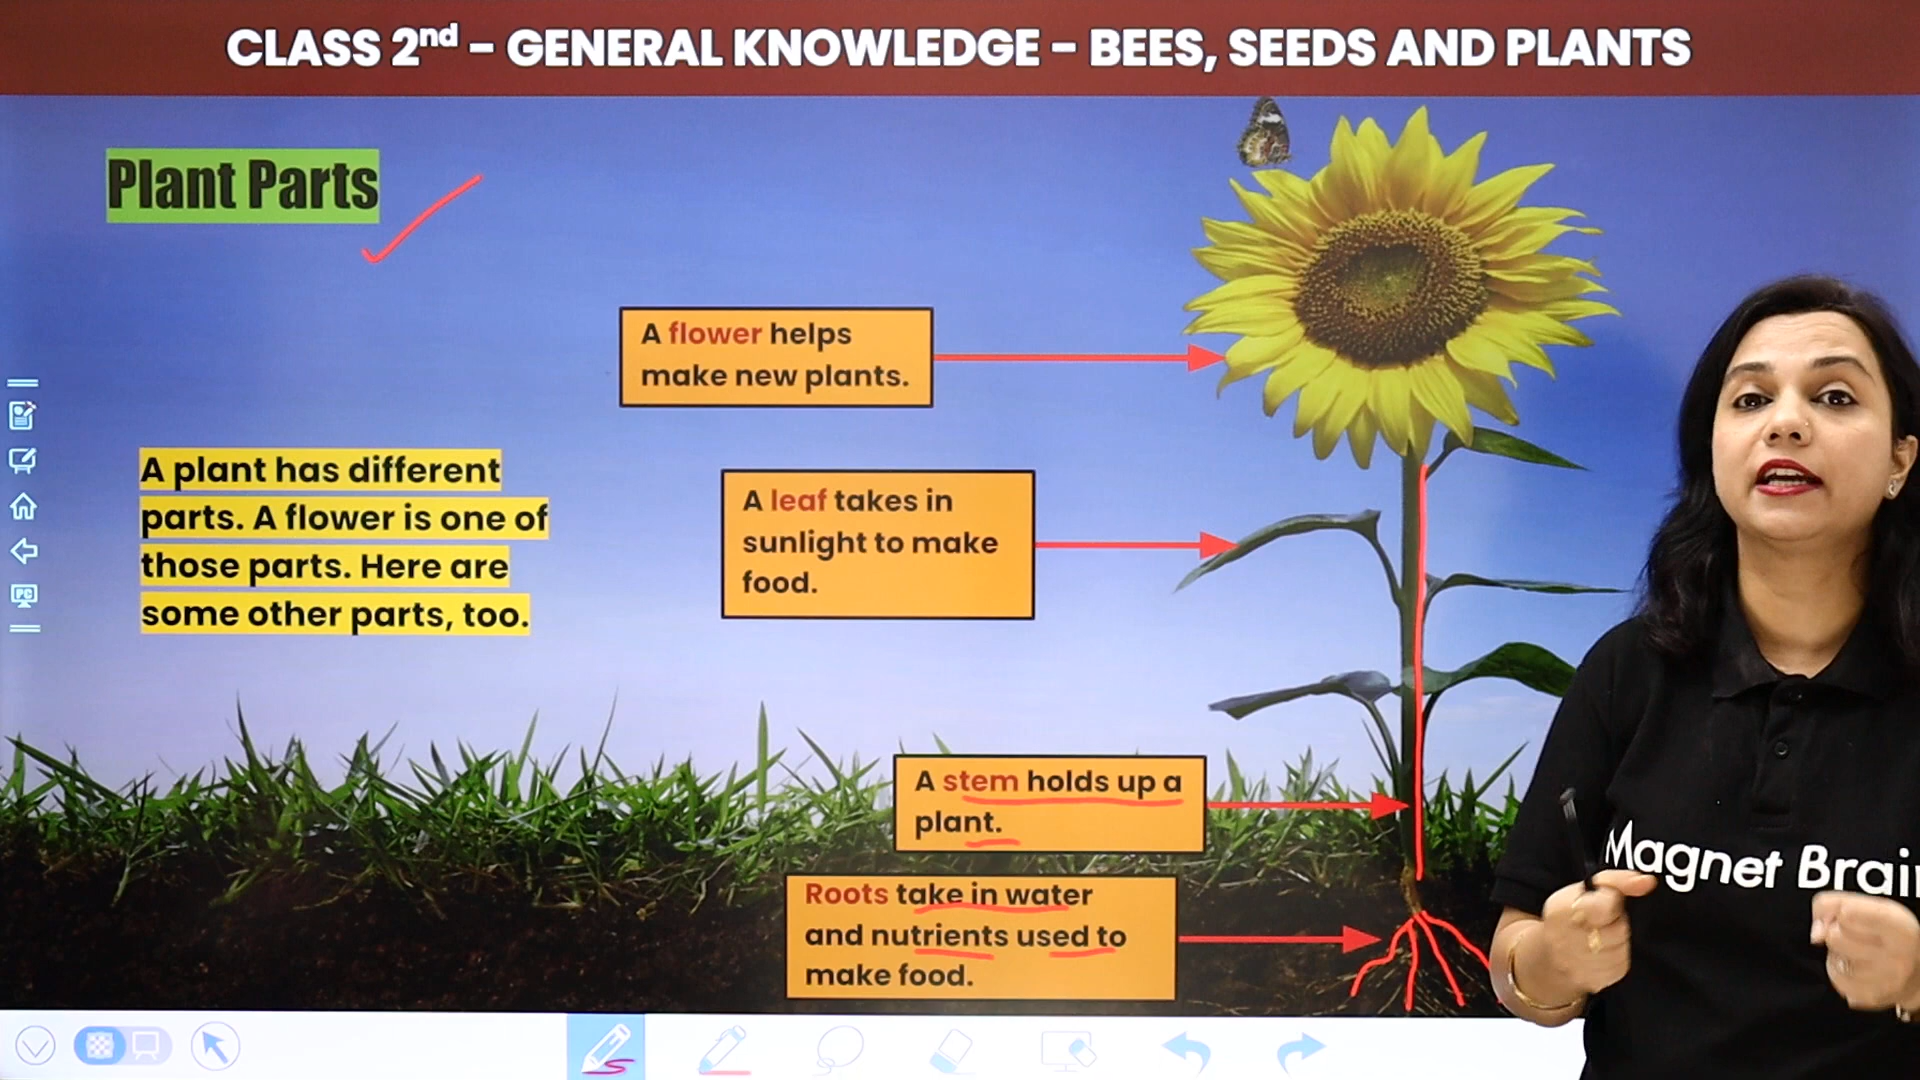 CLASS 2nd – GENERAL KNOWLEDGE – BEES, SEEDS AND PLANTS
Plant Parts
A flower helps
make new plants.
A plant has different
parts. A flower is one of
those parts. Here are
some other parts, too.
A leaf takes in
sunlight to make
food.
A stem holds up a
plant.
Roots take in water
and nutrients used to
make food.
Magnet Brai
PC